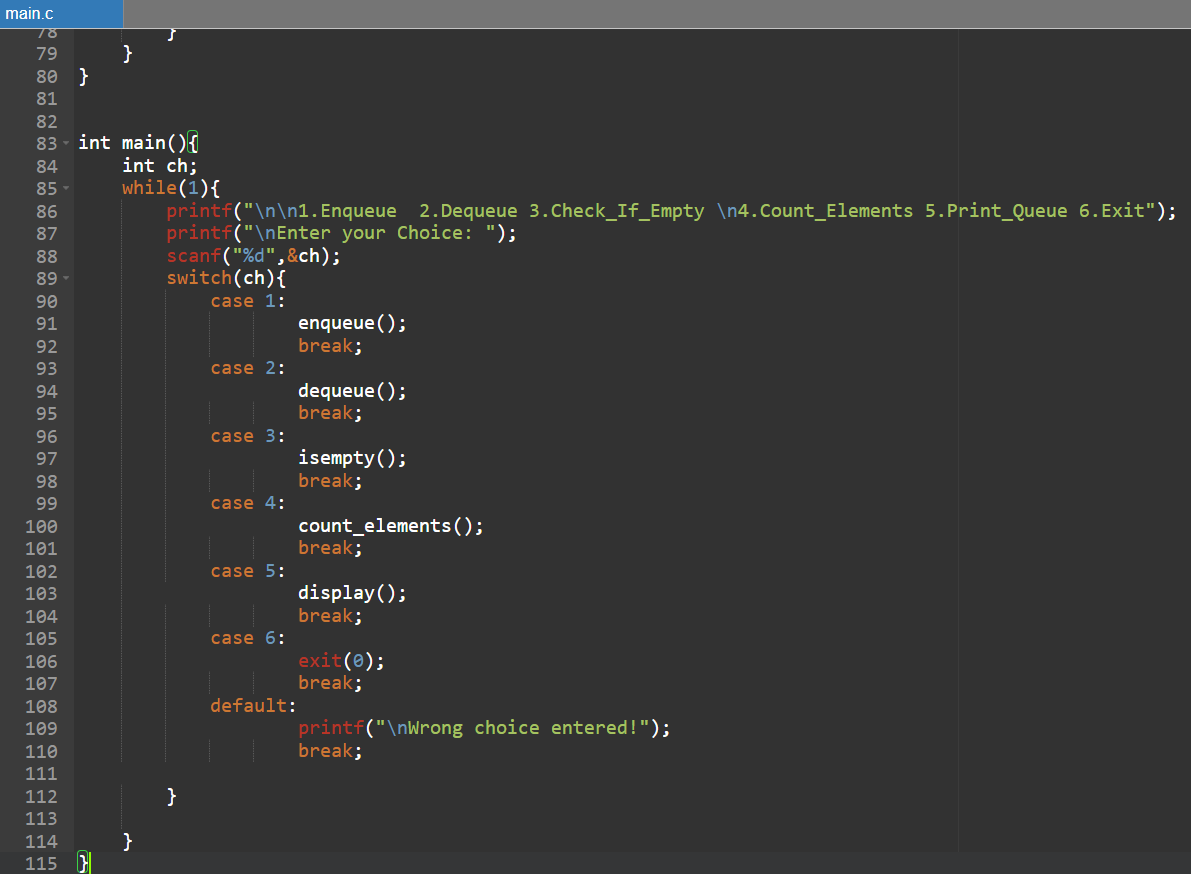 main.c
78             }
79         }
80 }
81
82
83 int main(){
84     int ch;
85     while(1){
86         printf("\n\n1.Enqueue  2.Dequeue 3.Check_If_Empty \n4.Count_Elements 5.Print_Queue 6.Exit");
87         printf("\nEnter your Choice: ");
88         scanf("%d",&ch);
89         switch(ch){
90             case 1:
91                     enqueue();
92                     break;
93             case 2:
94                     dequeue();
95                     break;
96             case 3:
97                     isempty();
98                     break;
99             case 4:
100                     count_elements();
101                     break;
102             case 5:
103                     display();
104                     break;
105             case 6:
106                     exit(0);
107                     break;
108             default:
109                     printf("\nWrong choice entered!");
110                     break;
111
112         }
113
114     }
115 }